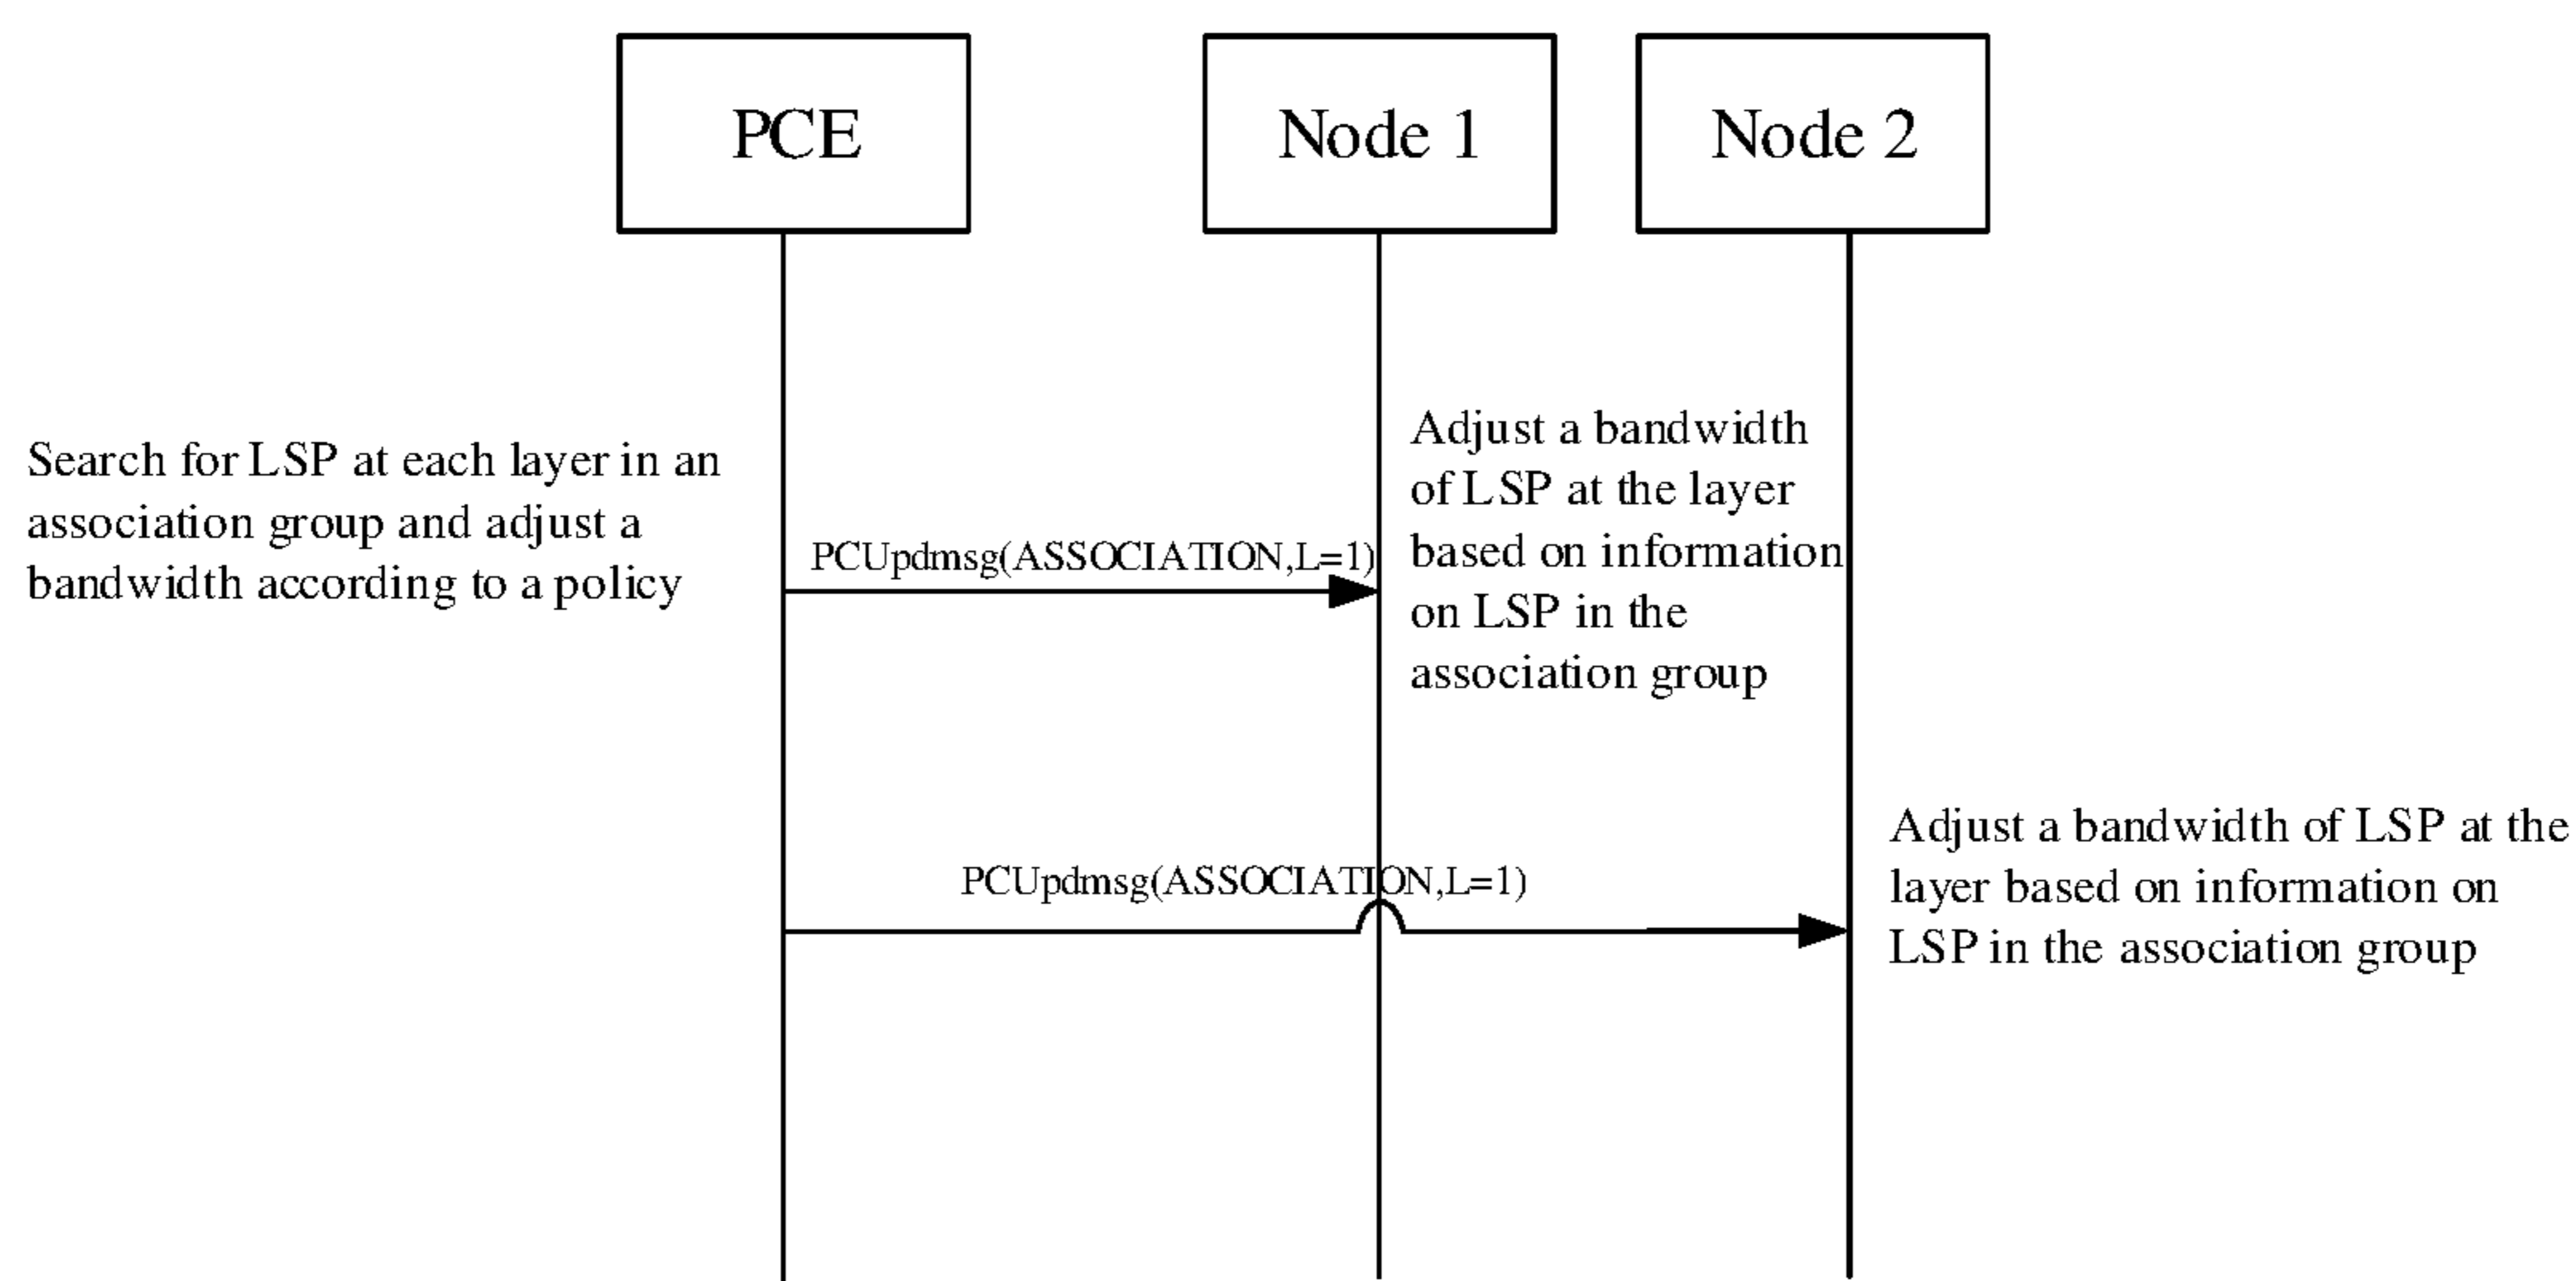 PCE
Node 1
Node 2
Search for LSP at each layer in an
association group and adjust a
bandwidth according to a policy
PCUpdmsg(ASSOCIATION,L=1)
Adjust a bandwidth
of LSP at the layer
based on information
on LSP in the
association group
PCUpdmsg(ASSOCIATION,L=1)
Adjust a bandwidth of LSP at the
layer based on information on
LSP in the association group